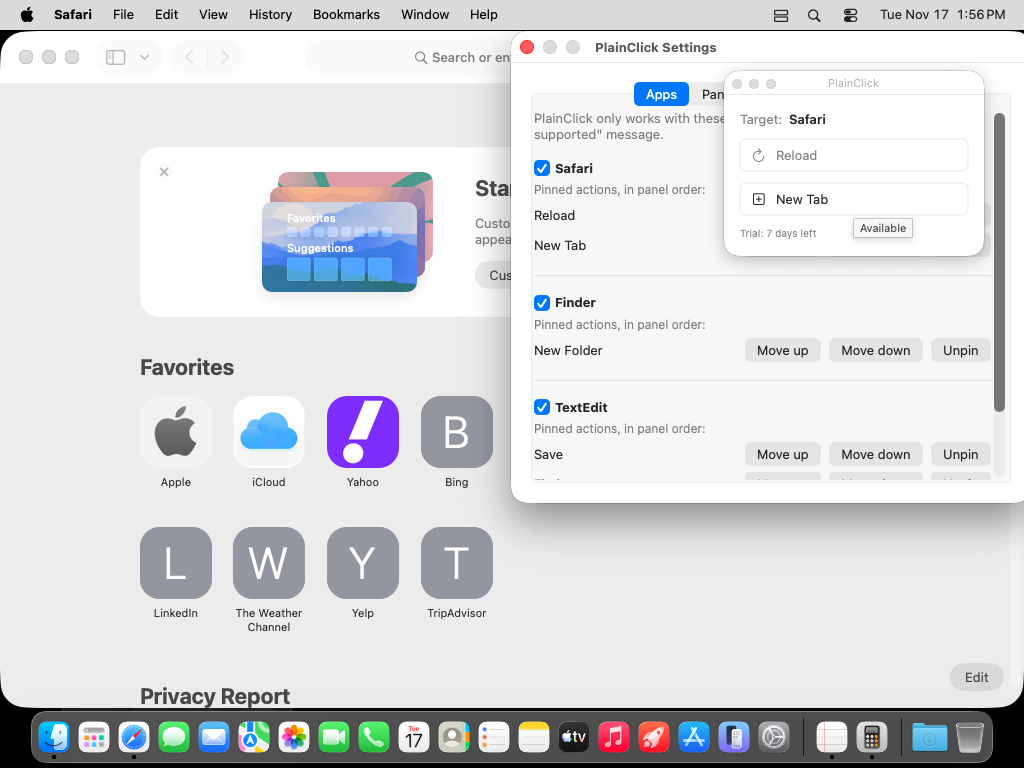 Safari File Edit View History Bookmarks Window Help Tue Nov 17 1:56 PM
Search or en
PlainClick Settings
Apps Pan
PlainClick only works with these
supported" message.
Safari
Pinned actions, in panel order:
Reload
New Tab
Finder
Pinned actions, in panel order:
New Folder Move up Move down Unpin
TextEdit
Pinned actions, in panel order:
Save Move up Move down Unpin
PlainClick
Target: Safari
Reload
New Tab
Trial: 7 days left
Available
Favorites
Suggestions
Star
Custo
appea
Cus
Favorites
B
Apple iCloud Yahoo Bing
L W Y T
LinkedIn The Weather Channel Yelp TripAdvisor
Privacy Report
Edit
Tue
17
tv